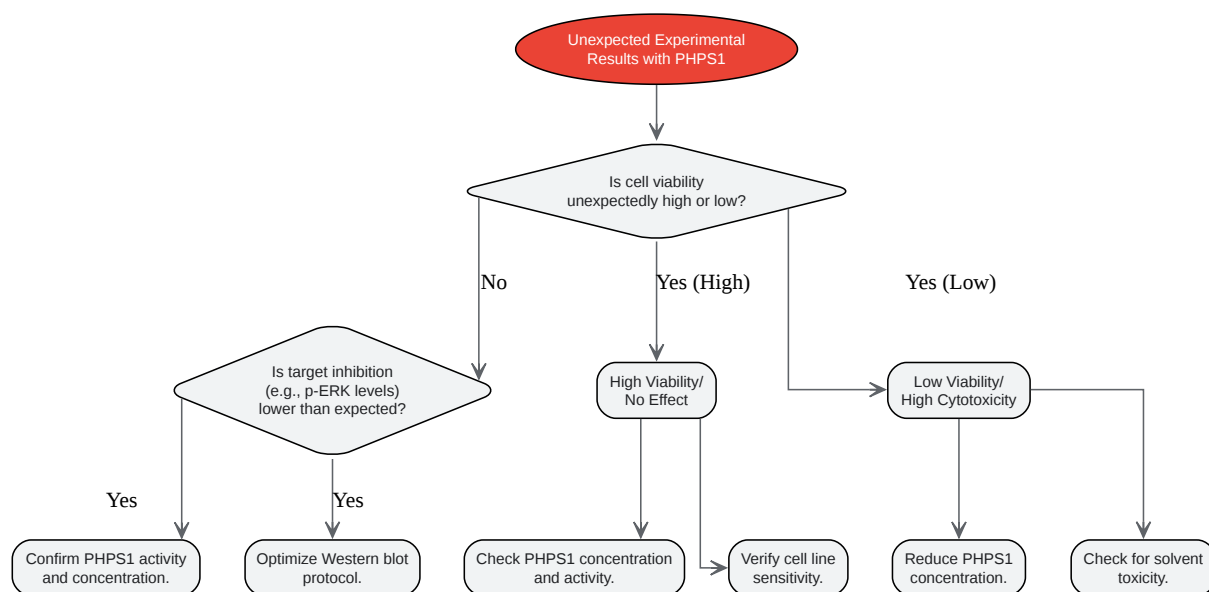 Unexpected Experimental
Results with PHPS1
Is cell viability
unexpectedly high or low?
No
Yes (High)
Yes (Low)
Is target inhibition
(e.g., p-ERK levels)
lower than expected?
High Viability/
No Effect
Low Viability/
High Cytotoxicity
Yes
Yes
Confirm PHPS1 activity
and concentration.
Optimize Western blot
protocol.
Check PHPS1 concentration
and activity.
Verify cell line
sensitivity.
Reduce PHPS1
concentration.
Check for solvent
toxicity.